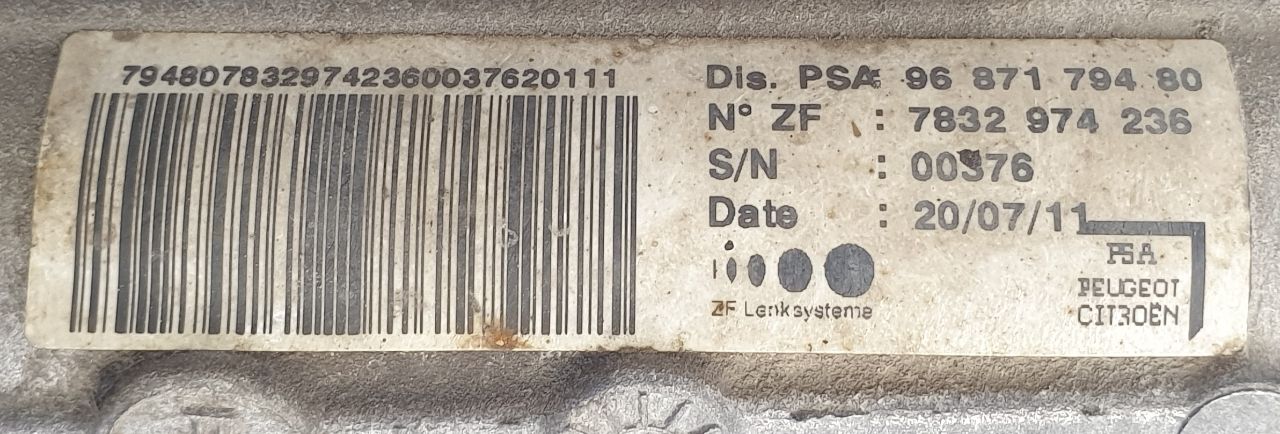 7948078329742360037620111
Dis. PSA: 96 871 794 80
N° ZF : 7832 974 236
S/N : 00376
Date : 20/07/11
ZF Lenksysteme
PSA
PEUGEOT
CITROËN